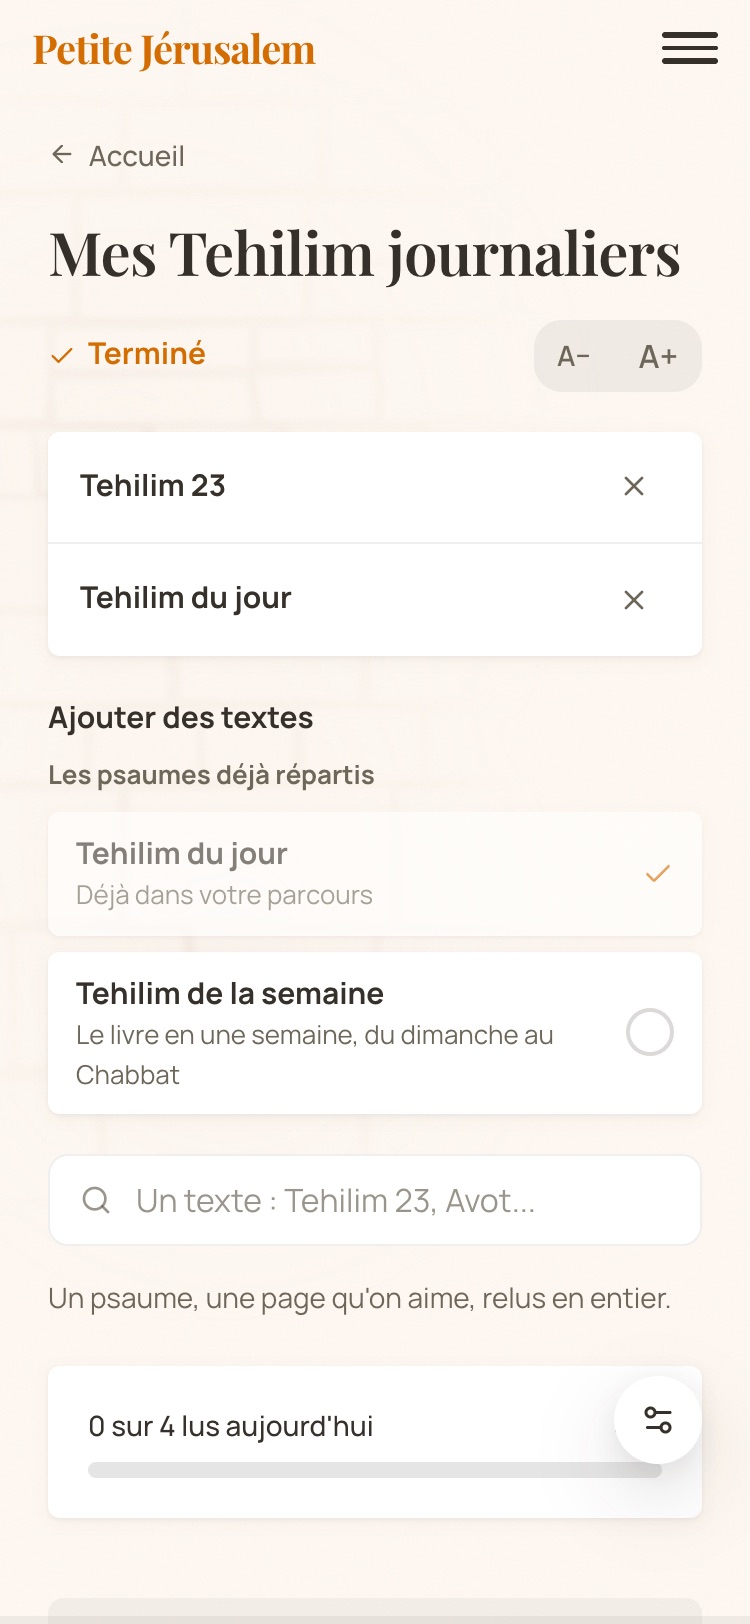 Petite Jérusalem
Accueil
Mes Tehilim journaliers
Terminé
A− A+
Tehilim 23
Tehilim du jour
Ajouter des textes
Les psaumes déjà répartis
Tehilim du jour
Déjà dans votre parcours
Tehilim de la semaine
Le livre en une semaine, du dimanche au
Chabbat
Un texte : Tehilim 23, Avot...
Un psaume, une page qu'on aime, relus en entier.
0 sur 4 lus aujourd'hui